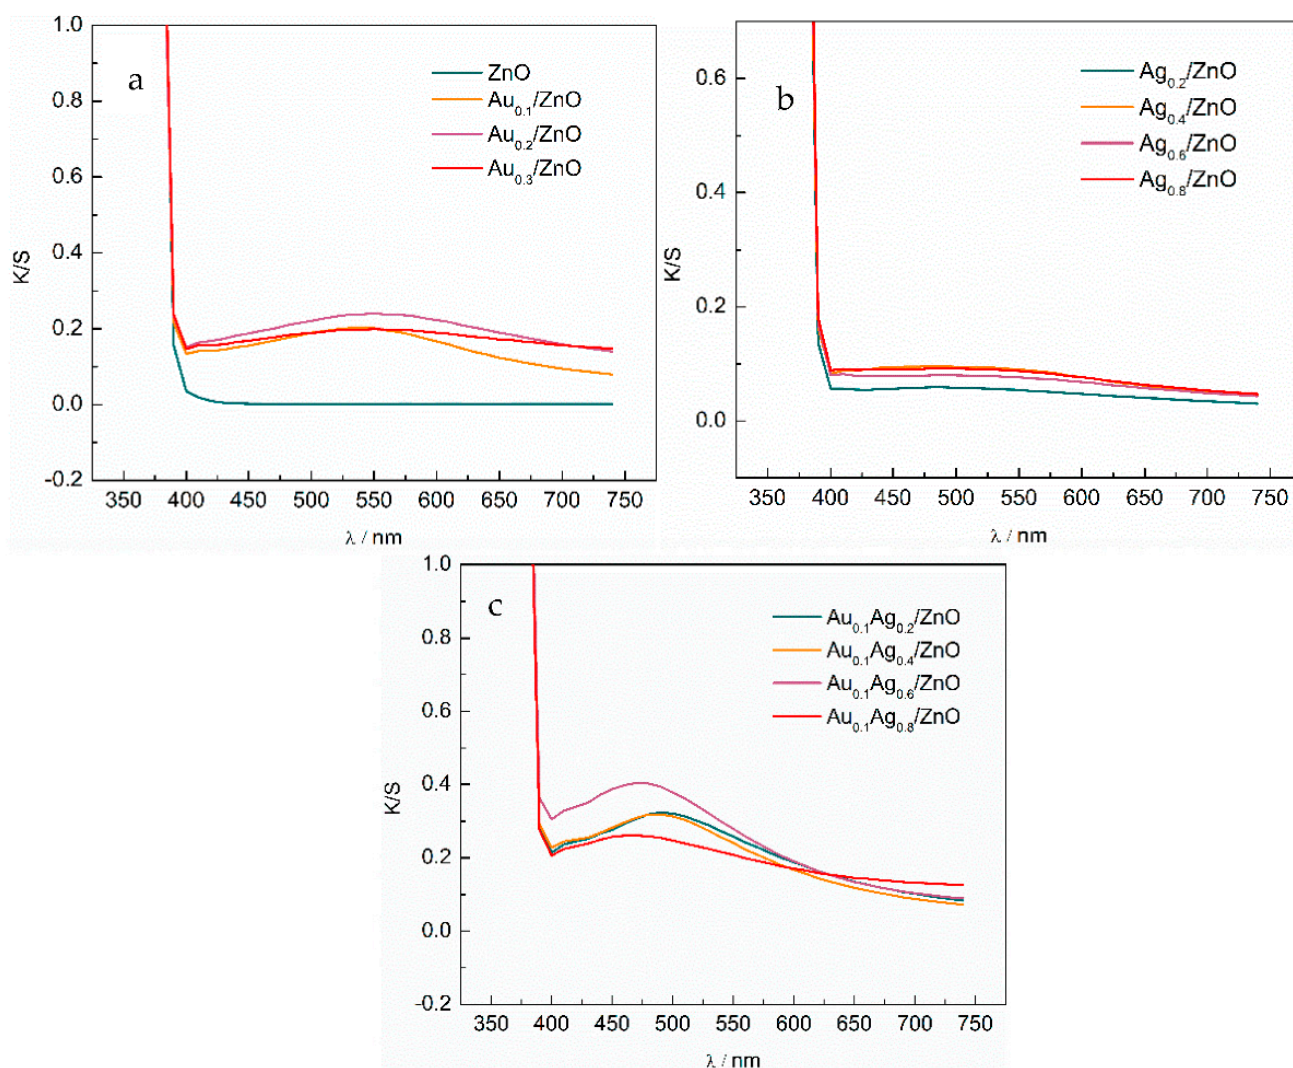 a
ZnO
Au0.1/ZnO
Au0.2/ZnO
Au0.3/ZnO
1.0
0.8
0.6
0.4
0.2
0.0
-0.2
K/S
350 400 450 500 550 600 650 700 750
λ / nm
b
Ag0.2/ZnO
Ag0.4/ZnO
Ag0.6/ZnO
Ag0.8/ZnO
0.6
0.4
0.2
0.0
K/S
350 400 450 500 550 600 650 700 750
λ / nm
c
Au0.1Ag0.2/ZnO
Au0.1Ag0.4/ZnO
Au0.1Ag0.6/ZnO
Au0.1Ag0.8/ZnO
1.0
0.8
0.6
0.4
0.2
0.0
-0.2
K/S
350 400 450 500 550 600 650 700 750
λ / nm